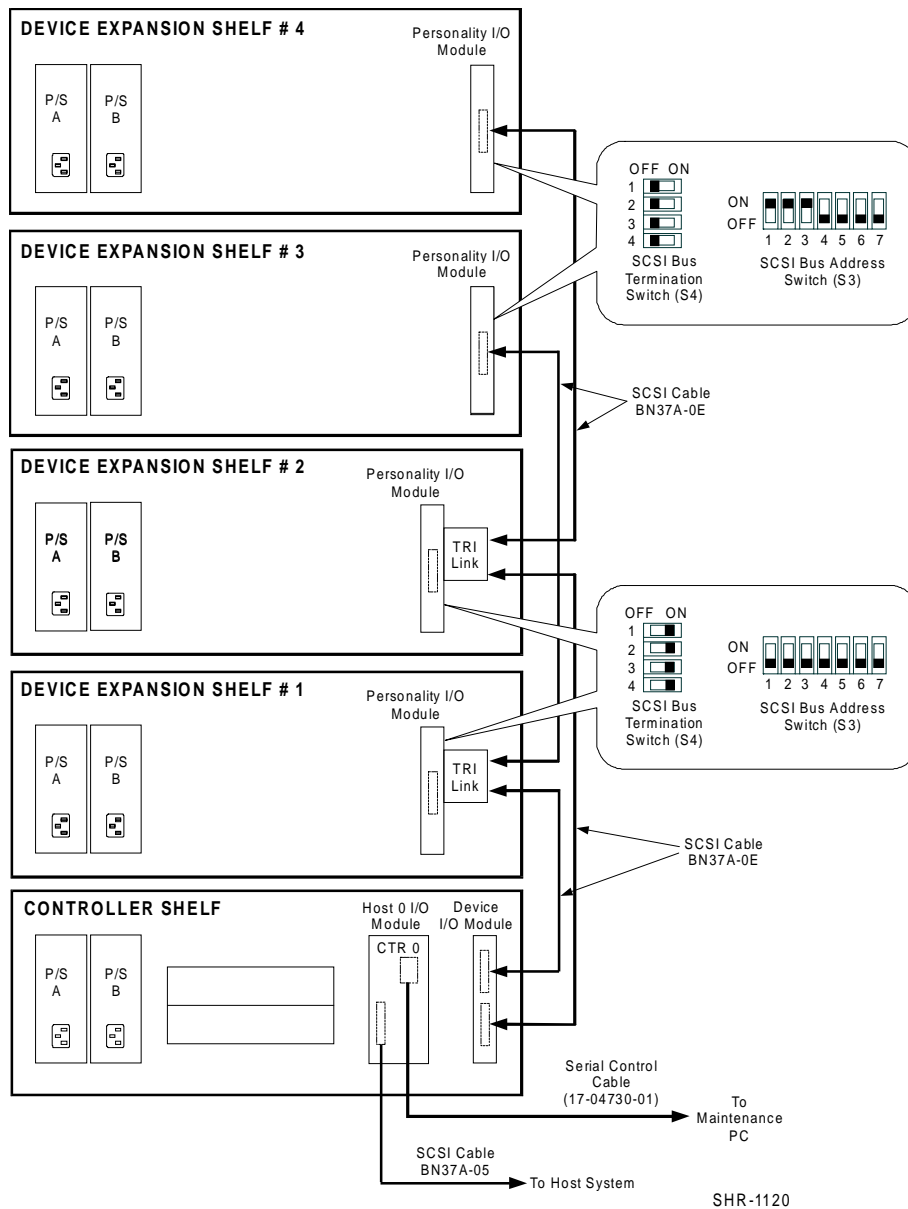 DEVICE EXPANSION SHELF # 4
Personality I/O
Module
P/S
A
P/S
B
OFF ON
1
2
3
4
SCSI Bus
Termination
Switch (S4)
ON
OFF
1 2 3 4 5 6 7
SCSI Bus Address
Switch (S3)
DEVICE EXPANSION SHELF # 3
Personality I/O
Module
P/S
A
P/S
B
SCSI Cable
BN37A-0E
DEVICE EXPANSION SHELF # 2
Personality I/O
Module
P/S
A
P/S
B
TRI
Link
OFF ON
1
2
3
4
SCSI Bus
Termination
Switch (S4)
ON
OFF
1 2 3 4 5 6 7
SCSI Bus Address
Switch (S3)
DEVICE EXPANSION SHELF # 1
Personality I/O
Module
P/S
A
P/S
B
TRI
Link
SCSI Cable
BN37A-0E
CONTROLLER SHELF
Host 0 I/O
Module
Device
I/O Module
CTR 0
P/S
A
P/S
B
Serial Control
Cable
(17-04730-01)
To
Maintenance
PC
SCSI Cable
BN37A-05
To Host System
SHR-1120